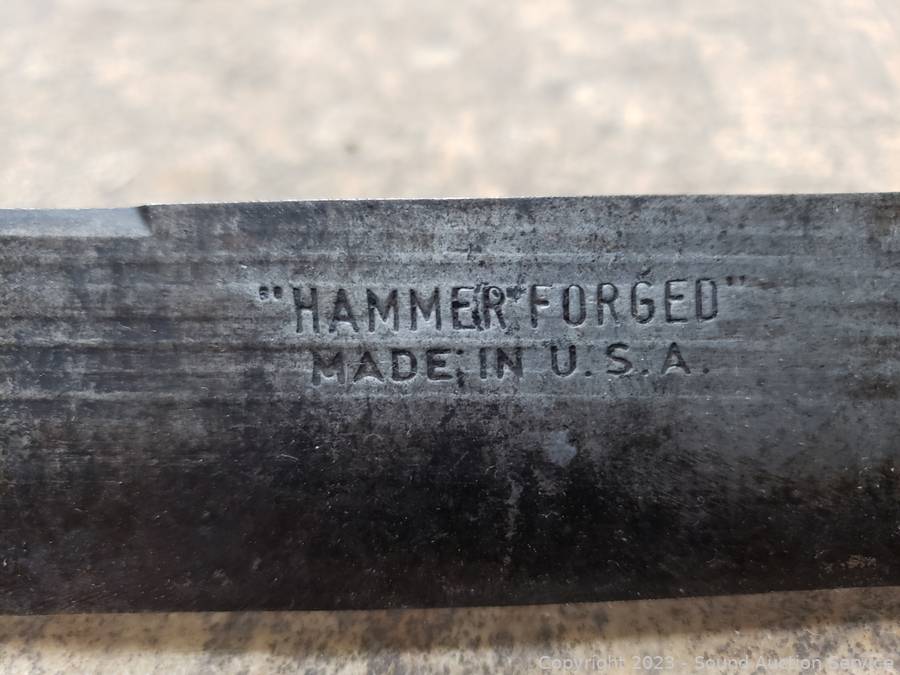 "HAMMER FORGED"
MADE IN U.S.A.
Copyright 2023 - Sound Auction Service